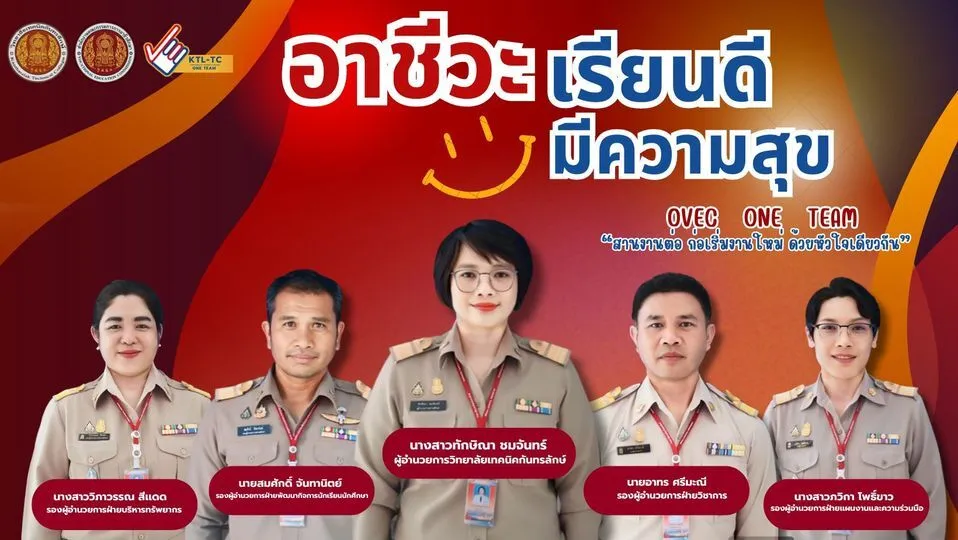 KTL-TC
ONE TEAM
อาชีวะ เรียนดี
มีความสุข
OVEC ONE TEAM
“สานงานต่อ ก่อเริ่มงานใหม่ ด้วยหัวใจเดียวกัน”
นางสาวทักษิณา ชมจันทร์
ผู้อำนวยการวิทยาลัยเทคนิคกันทรลักษ์
นางสาววิภาวรรณ สีแดด
รองผู้อำนวยการฝ่ายบริหารทรัพยากร
นายสมศักดิ์ จันทานิตย์
รองผู้อำนวยการฝ่ายพัฒนากิจการนักเรียนนักศึกษา
นายอาทร ศรีมะณี
รองผู้อำนวยการฝ่ายวิชาการ
นางสาวภวิกา โพธิ์ขาว
รองผู้อำนวยการฝ่ายแผนงานและความร่วมมือ